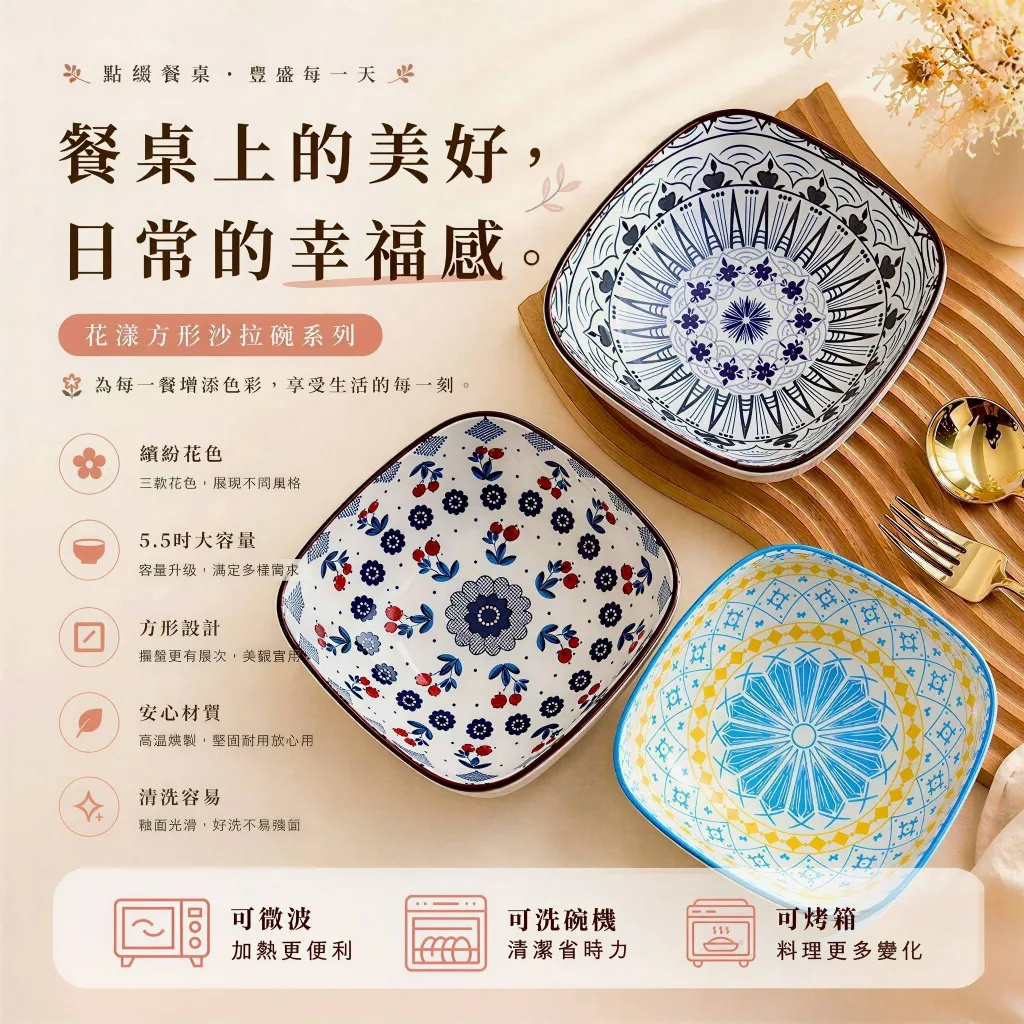 點綴餐桌・豐盛每一天
餐桌上的美好，
日常的幸福感。
花漾方形沙拉碗系列
為每一餐增添色彩，享受生活的每一刻。
繽紛花色
三款花色，展現不同風格
5.5吋大容量
容量升級，滿定多樣需求
方形設計
擺盤更有層次，美觀實用
安心材質
高溫燒製，堅固耐用放心用
清洗容易
釉面光滑，好洗不易殘留
可微波
加熱更便利
可洗碗機
清潔省時力
可烤箱
料理更多變化